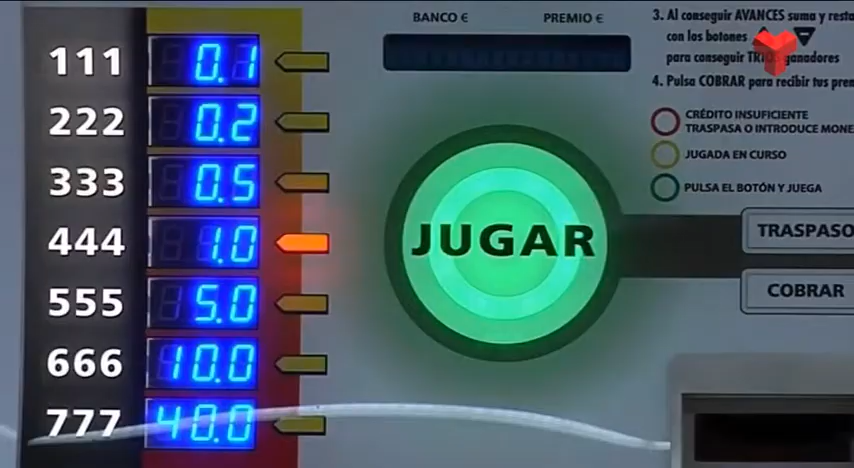 BANCO € PREMIO €
3. Al conseguir AVANCES suma y resta
con los botones
para conseguir TRIOS ganadores
4. Pulsa COBRAR para recibir tus
CRÉDITO INSUFICIENTE
TRASPASA O INTRODUCE
JUGADA EN CURSO
PULSA EL BOTÓN Y JUEGA
111 0.1
222 0.2
333 0.5
444 1.0
555 5.0
666 10.0
777 40.0
JUGAR
TRASPASO
COBRAR